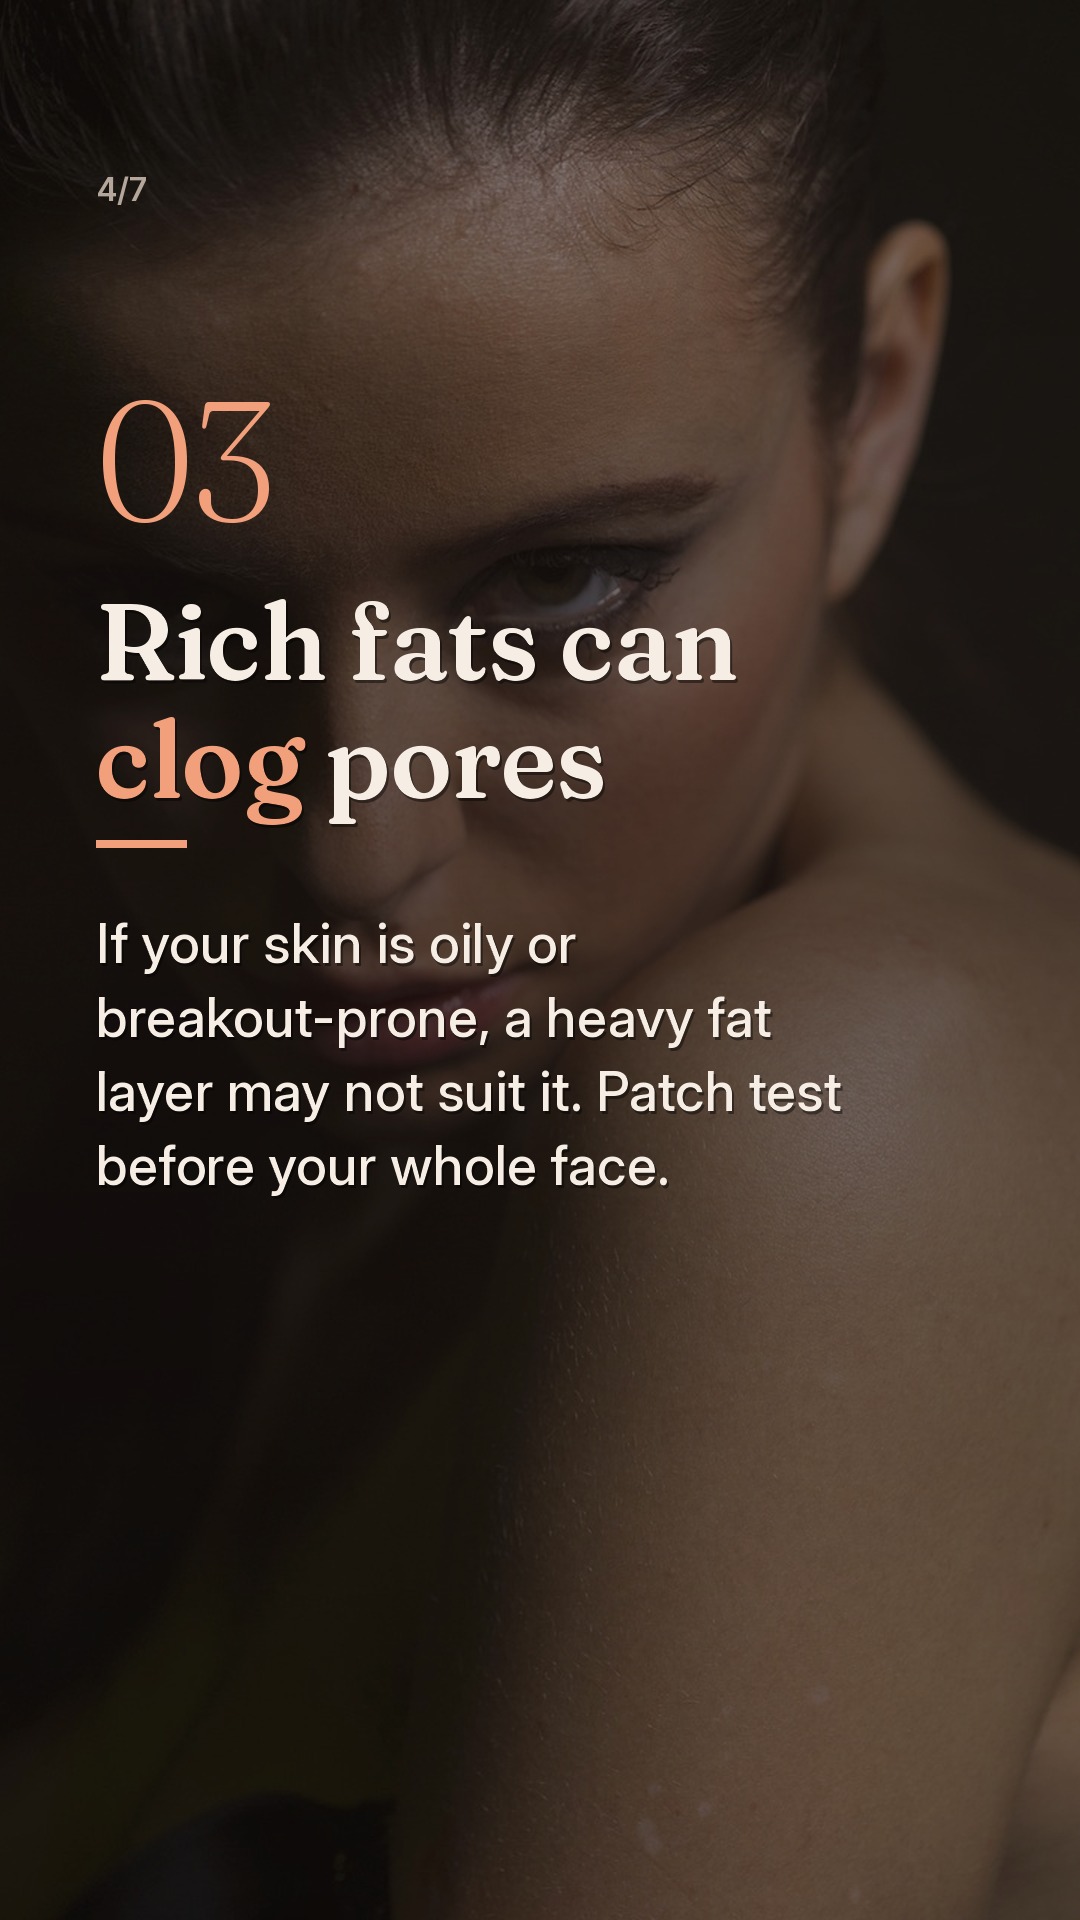 4/7
03
Rich fats can
clog pores
If your skin is oily or
breakout-prone, a heavy fat
layer may not suit it. Patch test
before your whole face.